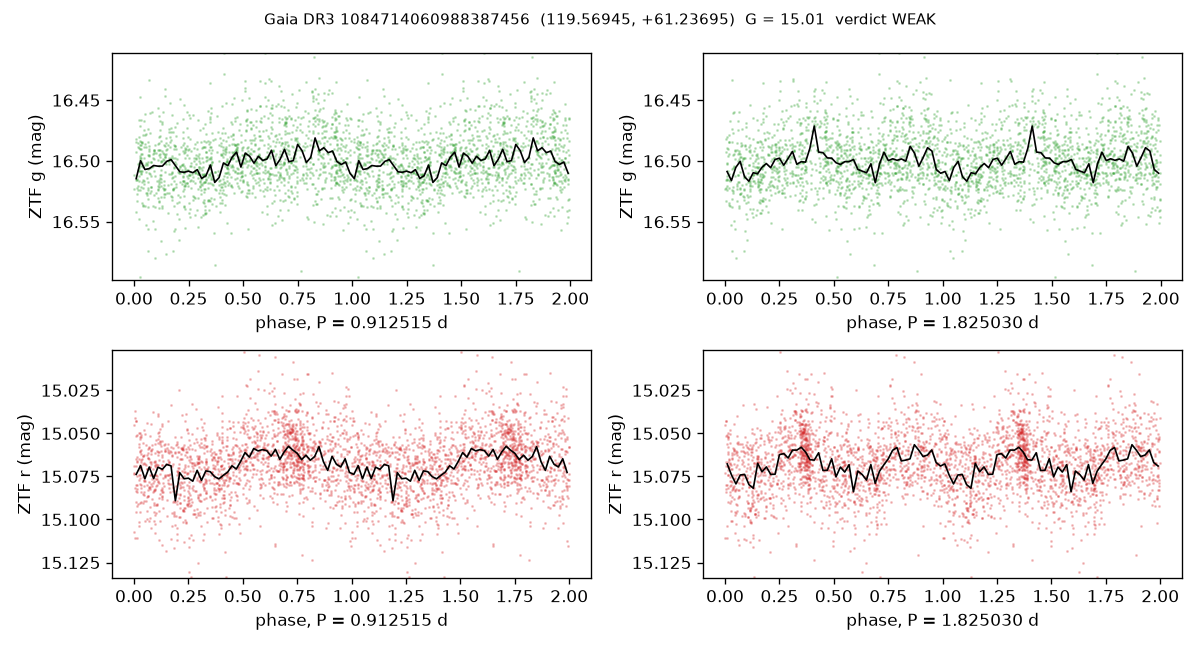 Gaia DR3 1084714060988387456 (119.56945, +61.23695) G = 15.01 verdict WEAK
ZTF g (mag)
16.45
16.50
16.55
0.00 0.25 0.50 0.75 1.00 1.25 1.50 1.75 2.00
phase, P = 0.912515 d
ZTF g (mag)
16.45
16.50
16.55
0.00 0.25 0.50 0.75 1.00 1.25 1.50 1.75 2.00
phase, P = 1.825030 d
ZTF r (mag)
15.025
15.050
15.075
15.100
15.125
0.00 0.25 0.50 0.75 1.00 1.25 1.50 1.75 2.00
phase, P = 0.912515 d
ZTF r (mag)
15.025
15.050
15.075
15.100
15.125
0.00 0.25 0.50 0.75 1.00 1.25 1.50 1.75 2.00
phase, P = 1.825030 d